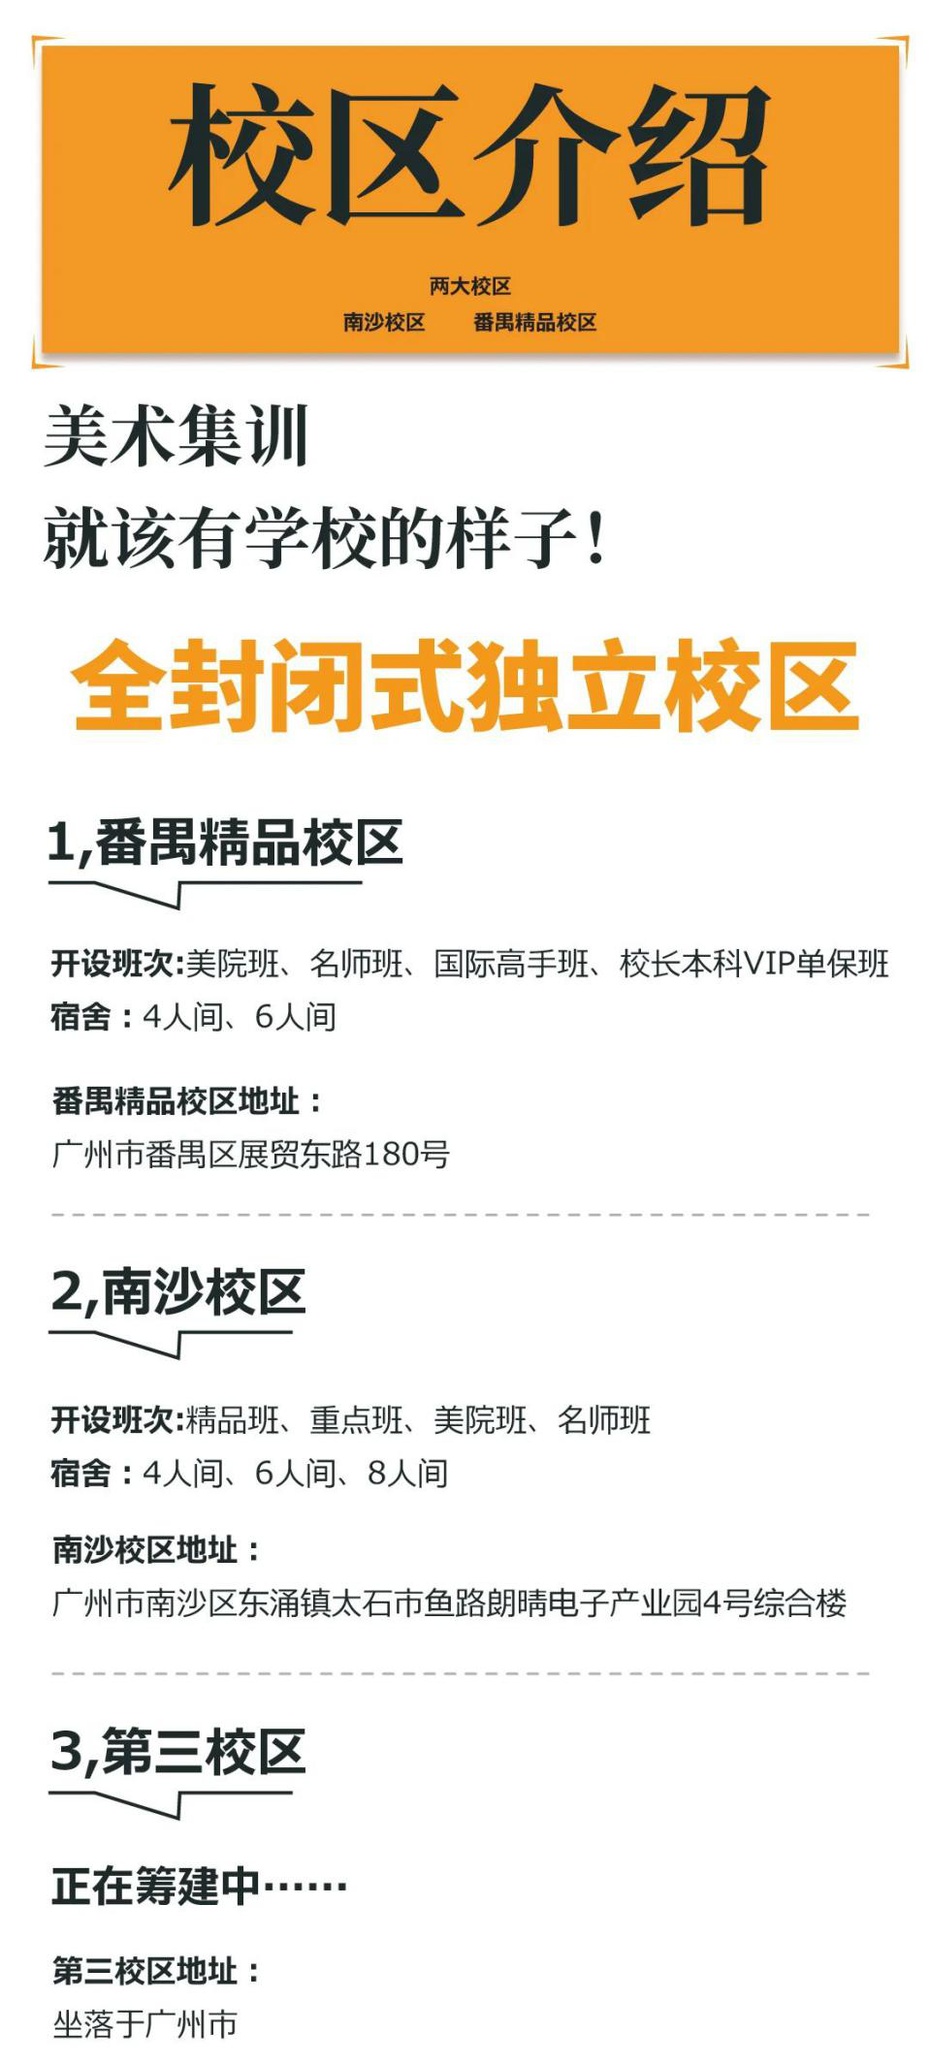 校区介绍
两大校区
南沙校区 番禺精品校区
美术集训
就该有学校的样子！
全封闭式独立校区
1,番禺精品校区
开设班次:美院班、名师班、国际高手班、校长本科VIP单保班
宿舍：4人间、6人间
番禺精品校区地址：
广州市番禺区展贸东路180号
2,南沙校区
开设班次:精品班、重点班、美院班、名师班
宿舍：4人间、6人间、8人间
南沙校区地址：
广州市南沙区东涌镇太石市鱼路朗晴电子产业园4号综合楼
3,第三校区
正在筹建中……
第三校区地址：
坐落于广州市